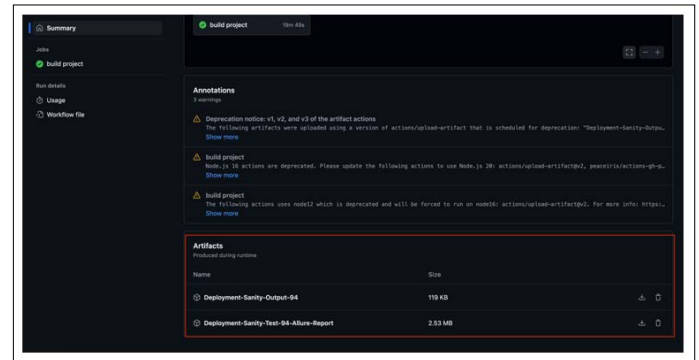 Summary
Jobs
build project
Run details
Usage
Workflow file
build project 19m 49s
Annotations
3 warnings
Deprecation notice: v1, v2, and v3 of the artifact actions
The following artifacts were uploaded using a version of actions/upload-artifact that is scheduled for deprecation: "Deployment-Sanity-Outpu…
Show more
build project
Node.js 16 actions are deprecated. Please update the following actions to use Node.js 20: actions/upload-artifact@v2, peaceiris/actions-gh-p…
Show more
build project
The following actions uses node12 which is deprecated and will be forced to run on node16: actions/upload-artifact@v2. For more info: https:…
Show more
Artifacts
Produced during runtime
Name Size
Deployment-Sanity-Output-94 119 KB
Deployment-Sanity-Test-94-Allure-Report 2.53 MB